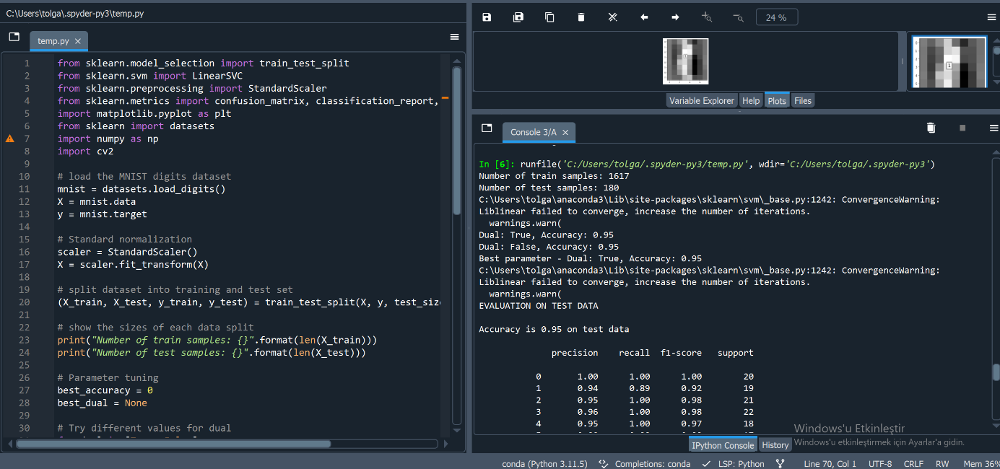 C:\Users\tolga\.spyder-py3\temp.py
temp.py
1 from sklearn.model_selection import train_test_split
2 from sklearn.svm import LinearSVC
3 from sklearn.preprocessing import StandardScaler
4 from sklearn.metrics import confusion_matrix, classification_report,
5 import matplotlib.pyplot as plt
6 from sklearn import datasets
7 import numpy as np
8 import cv2
9
10 # load the MNIST digits dataset
11 mnist = datasets.load_digits()
12 X = mnist.data
13 y = mnist.target
14
15 # Standard normalization
16 scaler = StandardScaler()
17 X = scaler.fit_transform(X)
18
19 # split dataset into training and test set
20 (X_train, X_test, y_train, y_test) = train_test_split(X, y, test_siz
21
22 # show the sizes of each data split
23 print("Number of train samples: {}".format(len(X_train)))
24 print("Number of test samples: {}".format(len(X_test)))
25
26 # Parameter tuning
27 best_accuracy = 0
28 best_dual = None
29
30 # Try different values for dual
24 %
1
Variable Explorer Help Plots Files
Console 3/A
In [6]: runfile('C:/Users/tolga/.spyder-py3/temp.py', wdir='C:/Users/tolga/.spyder-py3')
Number of train samples: 1617
Number of test samples: 180
C:\Users\tolga\anaconda3\Lib\site-packages\sklearn\svm\_base.py:1242: ConvergenceWarning:
Liblinear failed to converge, increase the number of iterations.
warnings.warn(
Dual: True, Accuracy: 0.95
Dual: False, Accuracy: 0.95
Best parameter - Dual: True, Accuracy: 0.95
C:\Users\tolga\anaconda3\Lib\site-packages\sklearn\svm\_base.py:1242: ConvergenceWarning:
Liblinear failed to converge, increase the number of iterations.
warnings.warn(
EVALUATION ON TEST DATA
Accuracy is 0.95 on test data
precision recall f1-score support
0 1.00 1.00 1.00 20
1 0.94 0.89 0.92 19
2 0.95 1.00 0.98 21
3 0.96 1.00 0.98 22
4 0.95 1.00 0.97 18
Windows'u Etkinleştir
Windows'u etkinleştirmek için Ayarlar'a gidin.
IPython Console History
conda (Python 3.11.5) Completions: conda LSP: Python Line 70, Col 1 UTF-8 CRLF RW Mem 36%